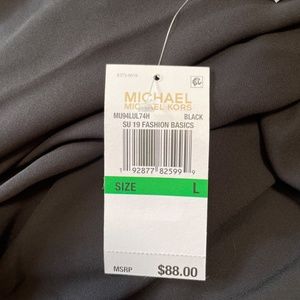 MICHAEL
MICHAEL KORS
MU94LUL74H BLACK
SU 19 FASHION BASICS
1 92877 82599 9
SIZE L
MSRP $88.00